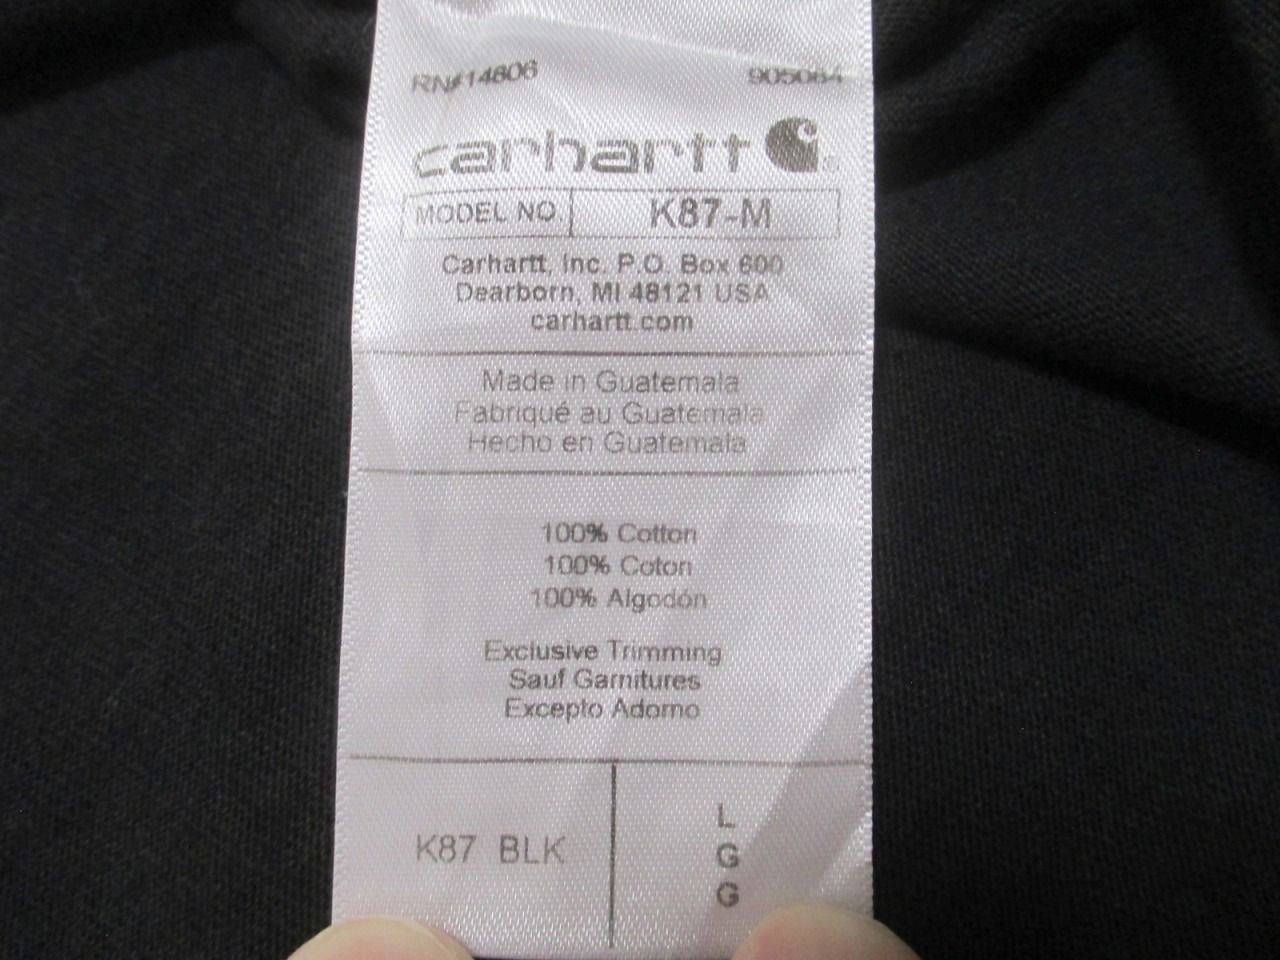 RN#14806 905064
carhartt
MODEL NO. K87-M
Carhartt, Inc. P.O. Box 600
Dearborn, MI 48121 USA
carhartt.com
Made in Guatemala
Fabriqué au Guatemala
Hecho en Guatemala
100% Cotton
100% Coton
100% Algodón
Exclusive Trimming
Sauf Garnitures
Excepto Adorno
K87 BLK
L
G
G